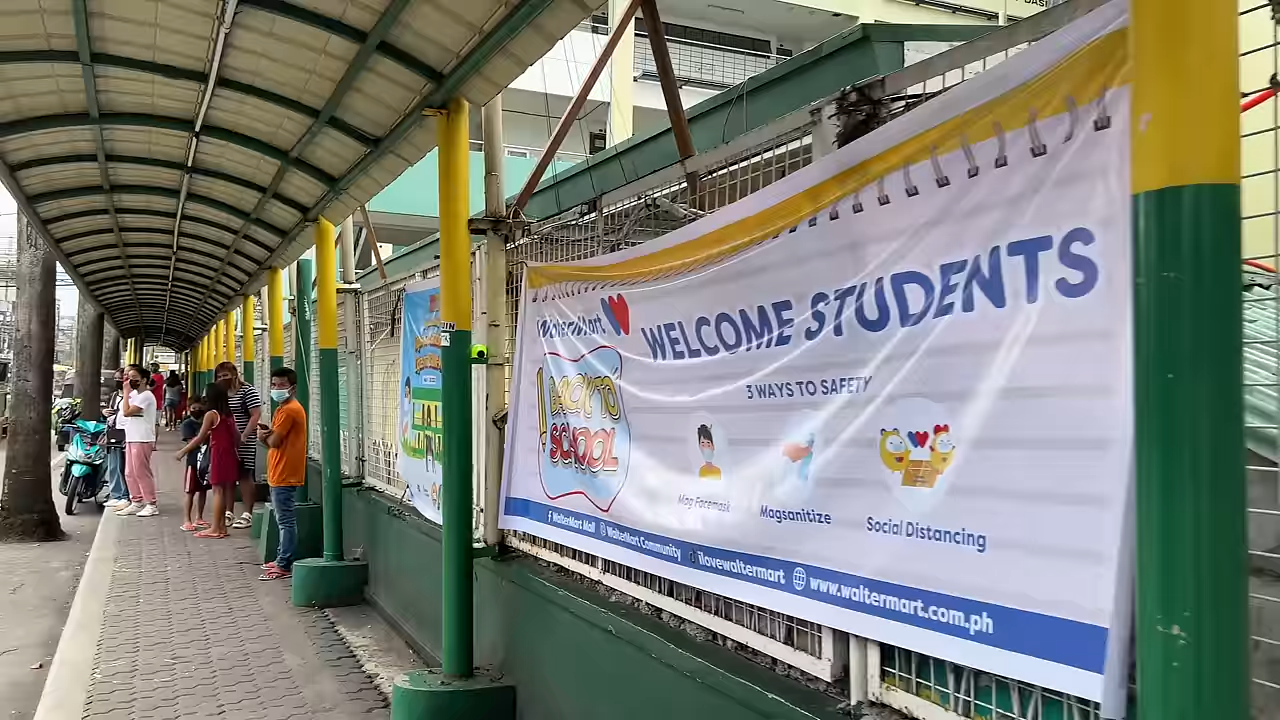 WalterMart
WELCOME STUDENTS
BACK TO
SCHOOL
3 WAYS TO SAFETY
Mag Facemask
Magsanitize
Social Distancing
WalterMart Mall WalterMart Community ilovewaltermart www.waltermart.com.ph